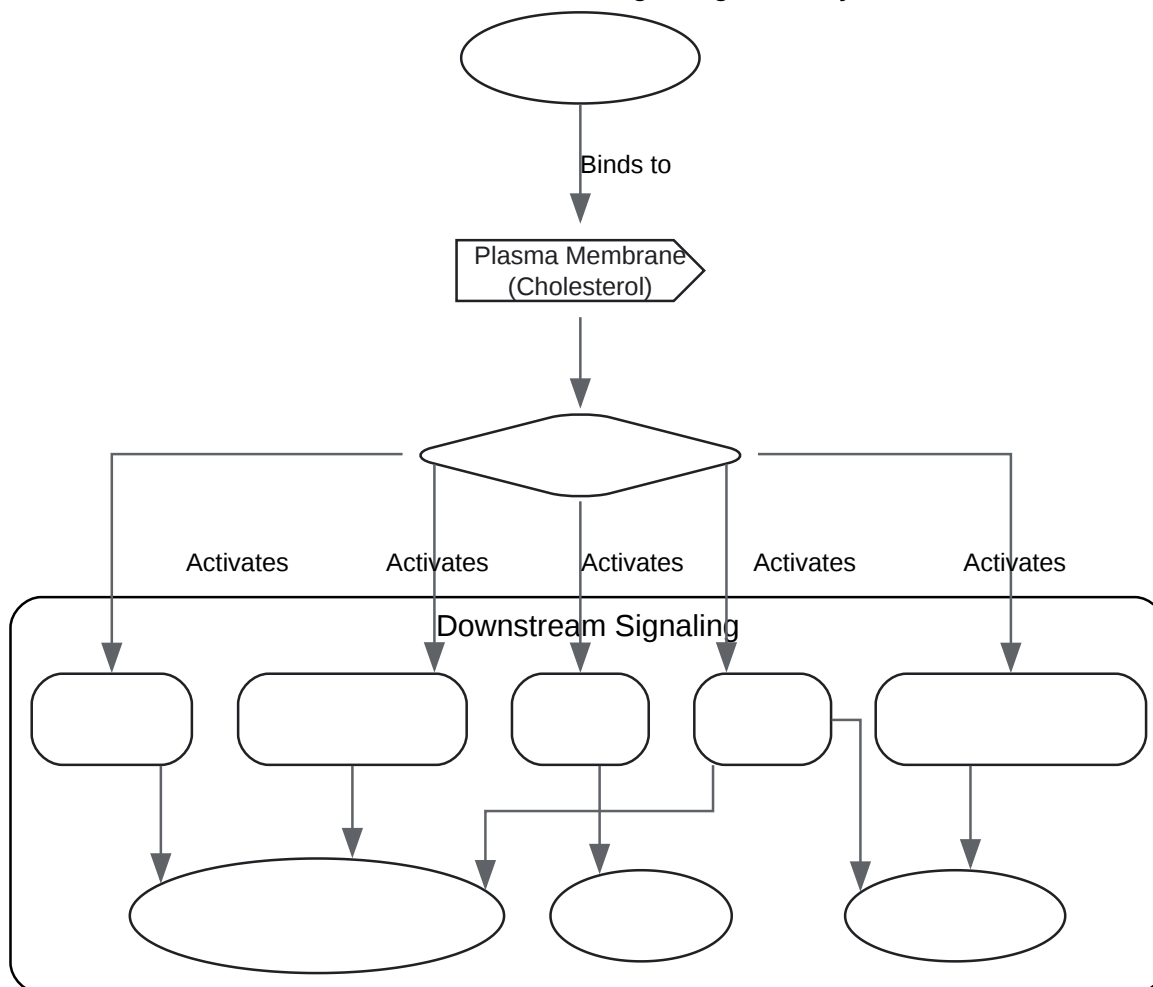 Binds to
Plasma Membrane
(Cholesterol)
Activates Activates Activates Activates Activates
Downstream Signaling